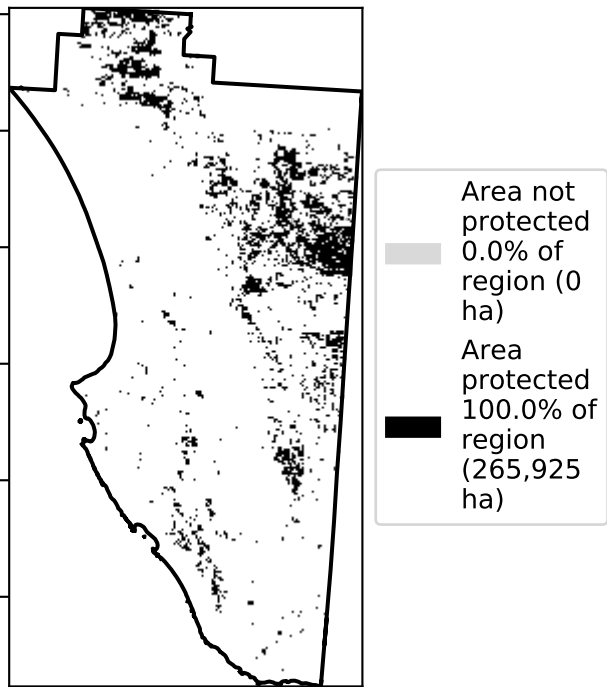 Area not
protected
0.0% of
region (0
ha)
Area
protected
100.0% of
region
(265,925
ha)